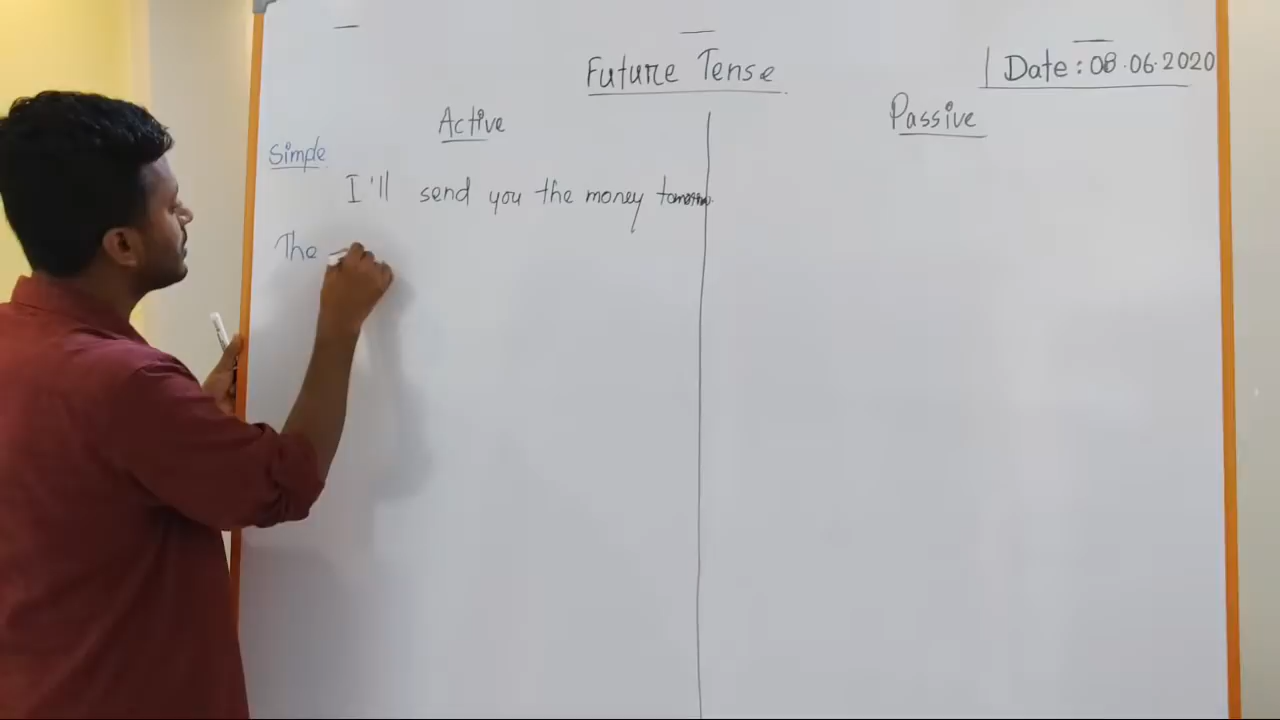 Future Tense
Date : 08.06.2020
Active
Passive
Simple
I'll send you the money tomorrow
The